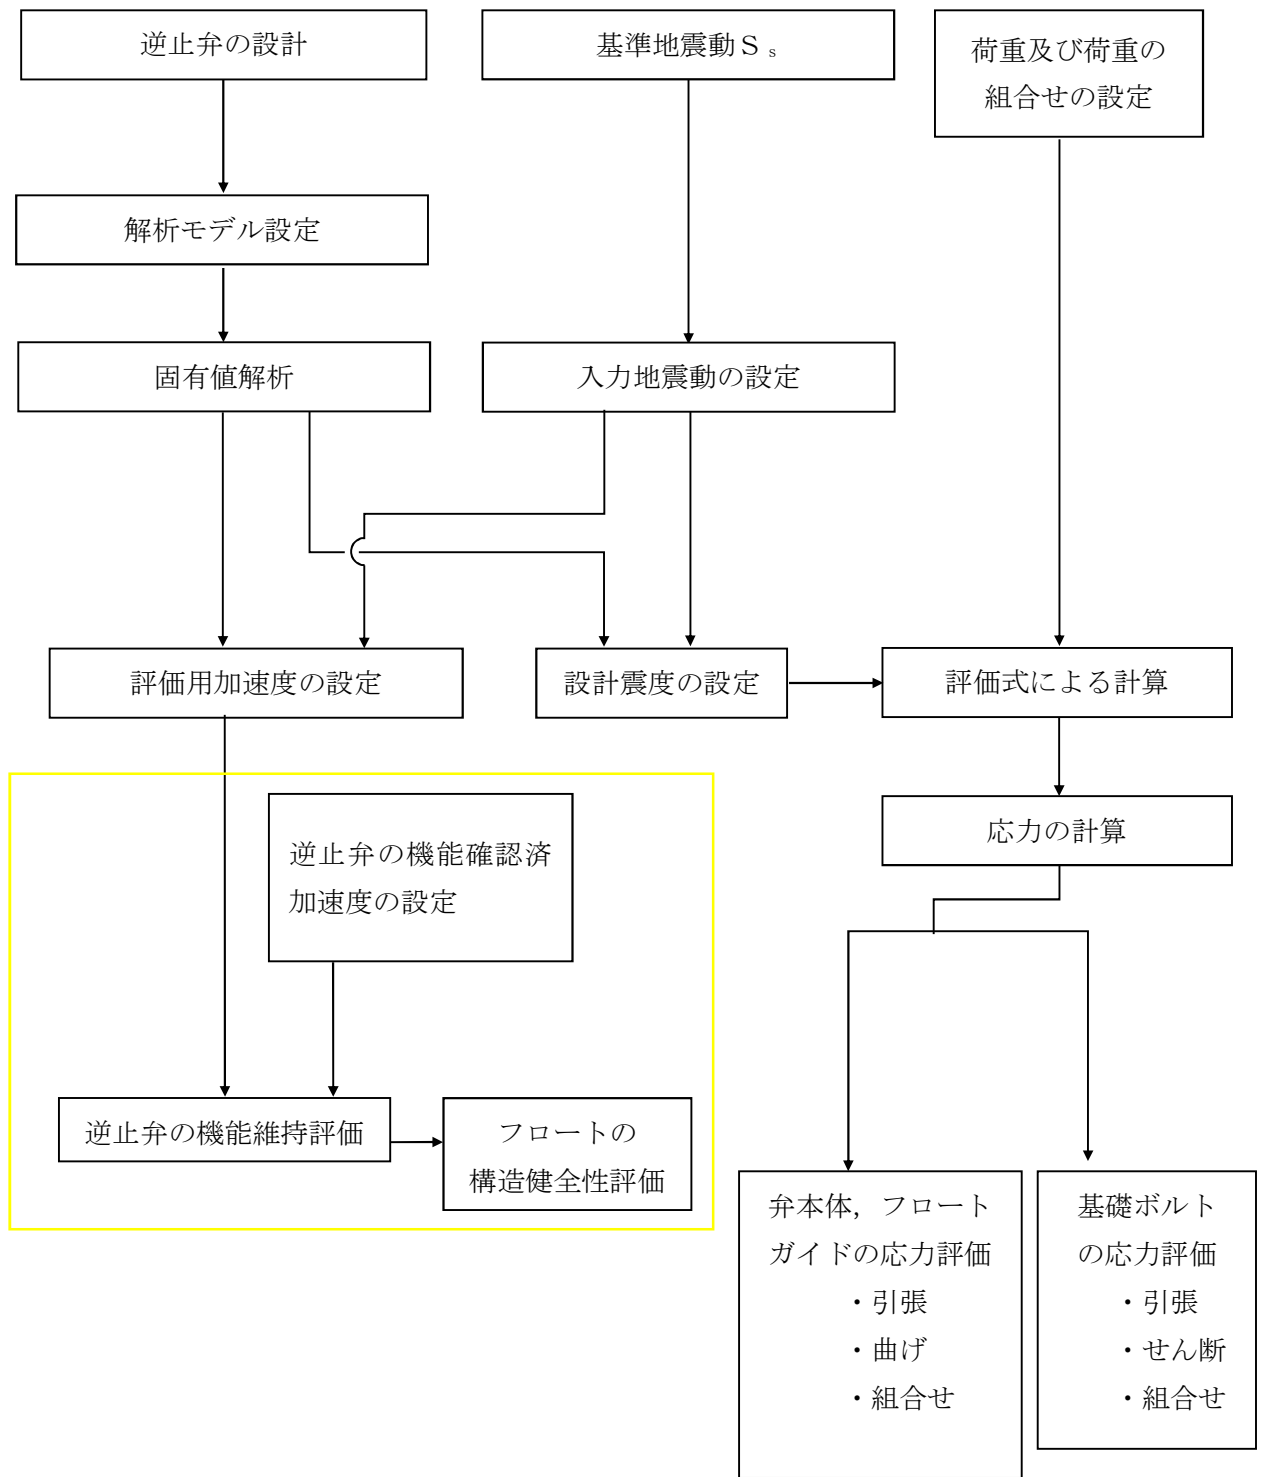 逆止弁の設計
基準地震動Ｓｓ
荷重及び荷重の
組合せの設定
解析モデル設定
固有値解析
入力地震動の設定
評価用加速度の設定
設計震度の設定
評価式による計算
応力の計算
逆止弁の機能確認済
加速度の設定
逆止弁の機能維持評価
フロートの
構造健全性評価
弁本体，フロート
ガイドの応力評価
・引張
・曲げ
・組合せ
基礎ボルト
の応力評価
・引張
・せん断
・組合せ